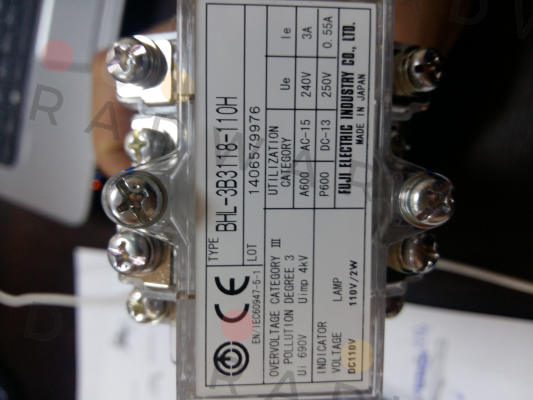 TYPE BHL-3B3118-110H
LOT 1406579976
EN/IEC60947-5-1
OVERVOLTAGE CATEGORY III
POLLUTION DEGREE 3
Ui 690V Uimp 4kV
UTILIZATION CATEGORY Ue Ie
A600 AC-15 240V 3A
P600 DC-13 250V 0.55A
INDICATOR VOLTAGE LAMP
DC110V 110V/2W
FUJI ELECTRIC INDUSTRY CO., LTD.
MADE IN JAPAN